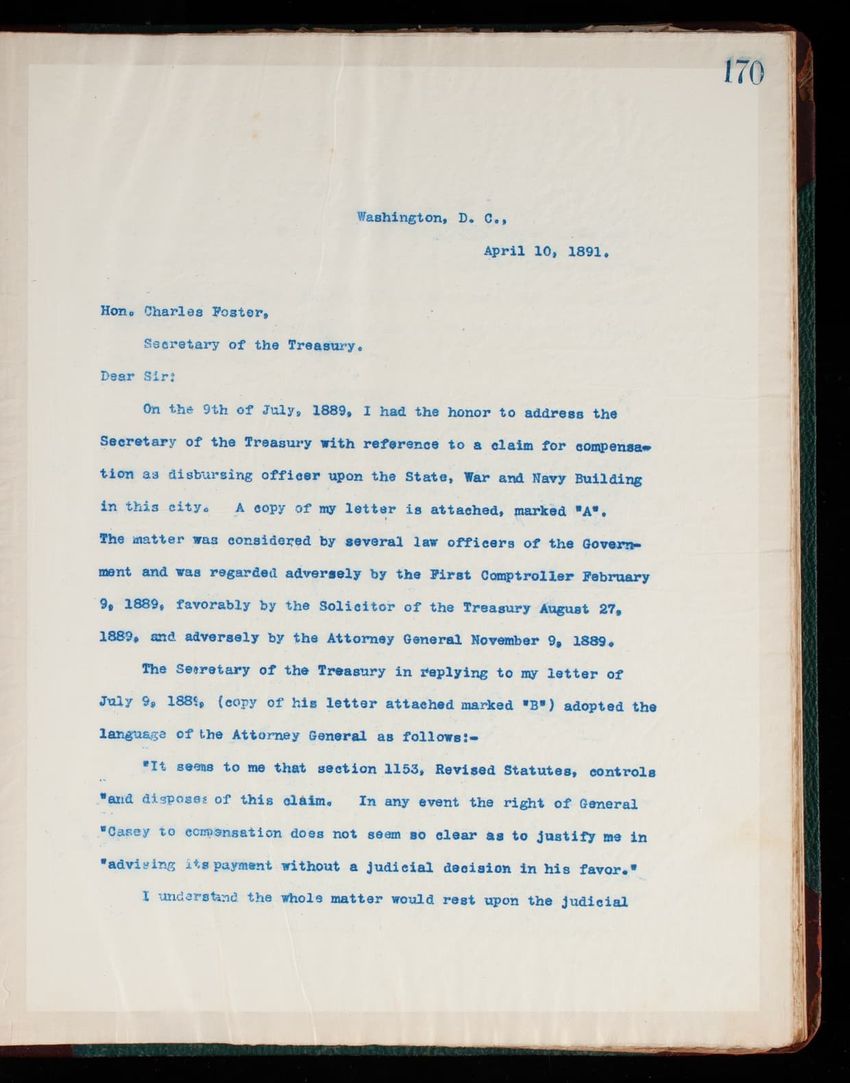 170
Washington, D. C.,
April 10, 1891.
Hon. Charles Foster,
Secretary of the Treasury.
Dear Sir:
On the 9th of July, 1889, I had the honor to address the
Secretary of the Treasury with reference to a claim for compensa-
tion as disbursing officer upon the State, War and Navy Building
in this city. A copy of my letter is attached, marked "A".
The matter was considered by several law officers of the Govern-
ment and was regarded adversely by the First Comptroller February
9, 1889, favorably by the Solicitor of the Treasury August 27,
1889, and adversely by the Attorney General November 9, 1889.
The Secretary of the Treasury in replying to my letter of
July 9, 1889, (copy of his letter attached marked "B") adopted the
language of the Attorney General as follows:-
"It seems to me that section 1153, Revised Statutes, controls
"and disposes of this claim. In any event the right of General
"Casey to compensation does not seem so clear as to justify me in
"advising its payment without a judicial decision in his favor."
I understand the whole matter would rest upon the judicial